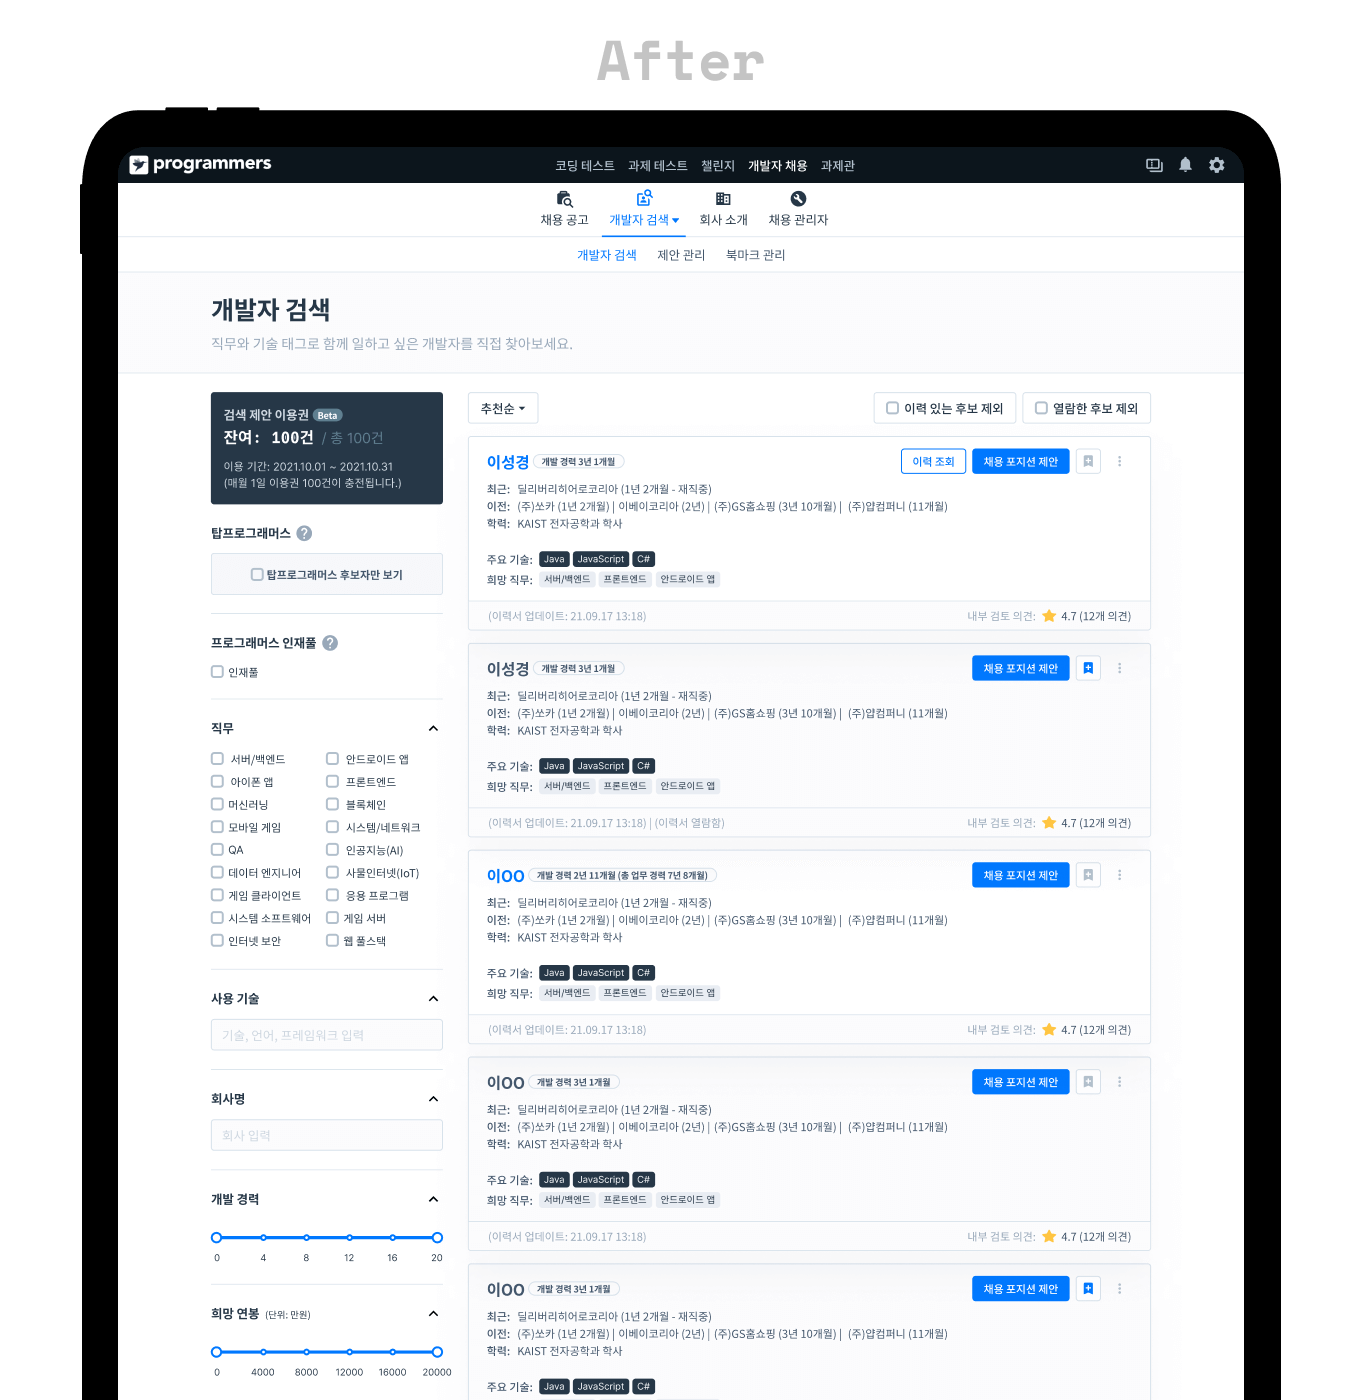 After
programmers
코딩 테스트 과제 테스트 챌린지 개발자 채용 과제관
채용 공고 개발자 검색 회사 소개 채용 관리자
개발자 검색 제안 관리 북마크 관리
개발자 검색
직무와 기술 태그로 함께 일하고 싶은 개발자를 직접 찾아보세요.
검색 제안 이용권 Beta
잔여: 100건 / 총 100건
이용 기간: 2021.10.01 ~ 2021.10.31
(매월 1일 이용권 100건이 충전됩니다.)
탑프로그래머스 ?
탑프로그래머스 후보자만 보기
프로그래머스 인재풀 ?
인재풀
직무
서버/백엔드 안드로이드 앱
아이폰 앱 프론트엔드
머신러닝 블록체인
모바일 게임 시스템/네트워크
QA 인공지능(AI)
데이터 엔지니어 사물인터넷(IoT)
게임 클라이언트 응용 프로그램
시스템 소프트웨어 게임 서버
인터넷 보안 웹 풀스택
사용 기술
기술, 언어, 프레임워크 입력
회사명
회사 입력
개발 경력
0 4 8 12 16 20
희망 연봉 (단위: 만원)
0 4000 8000 12000 16000 20000
추천순 이력 있는 후보 제외 열람한 후보 제외
이성경 개발 경력 3년 1개월 이력 조회 채용 포지션 제안
최근: 딜리버리히어로코리아 (1년 2개월 - 재직중)
이전: (주)쏘카 (1년 2개월) | 이베이코리아 (2년) | (주)GS홈쇼핑 (3년 10개월) | (주)얍컴퍼니 (11개월)
학력: KAIST 전자공학과 학사
주요 기술: Java JavaScript C#
희망 직무: 서버/백엔드 프론트엔드 안드로이드 앱
(이력서 업데이트: 21.09.17 13:18) 내부 검토 의견: 4.7 (12개 의견)
이성경 개발 경력 3년 1개월 채용 포지션 제안
최근: 딜리버리히어로코리아 (1년 2개월 - 재직중)
이전: (주)쏘카 (1년 2개월) | 이베이코리아 (2년) | (주)GS홈쇼핑 (3년 10개월) | (주)얍컴퍼니 (11개월)
학력: KAIST 전자공학과 학사
주요 기술: Java JavaScript C#
희망 직무: 서버/백엔드 프론트엔드 안드로이드 앱
(이력서 업데이트: 21.09.17 13:18) | (이력서 열람함) 내부 검토 의견: 4.7 (12개 의견)
이OO 개발 경력 2년 11개월 (총 업무 경력 7년 8개월) 채용 포지션 제안
최근: 딜리버리히어로코리아 (1년 2개월 - 재직중)
이전: (주)쏘카 (1년 2개월) | 이베이코리아 (2년) | (주)GS홈쇼핑 (3년 10개월) | (주)얍컴퍼니 (11개월)
학력: KAIST 전자공학과 학사
주요 기술: Java JavaScript C#
희망 직무: 서버/백엔드 프론트엔드 안드로이드 앱
(이력서 업데이트: 21.09.17 13:18) 내부 검토 의견: 4.7 (12개 의견)
이OO 개발 경력 3년 1개월 채용 포지션 제안
최근: 딜리버리히어로코리아 (1년 2개월 - 재직중)
이전: (주)쏘카 (1년 2개월) | 이베이코리아 (2년) | (주)GS홈쇼핑 (3년 10개월) | (주)얍컴퍼니 (11개월)
학력: KAIST 전자공학과 학사
주요 기술: Java JavaScript C#
희망 직무: 서버/백엔드 프론트엔드 안드로이드 앱
(이력서 업데이트: 21.09.17 13:18) 내부 검토 의견: 4.7 (12개 의견)
이OO 개발 경력 3년 1개월 채용 포지션 제안
최근: 딜리버리히어로코리아 (1년 2개월 - 재직중)
이전: (주)쏘카 (1년 2개월) | 이베이코리아 (2년) | (주)GS홈쇼핑 (3년 10개월) | (주)얍컴퍼니 (11개월)
학력: KAIST 전자공학과 학사
주요 기술: Java JavaScript C#